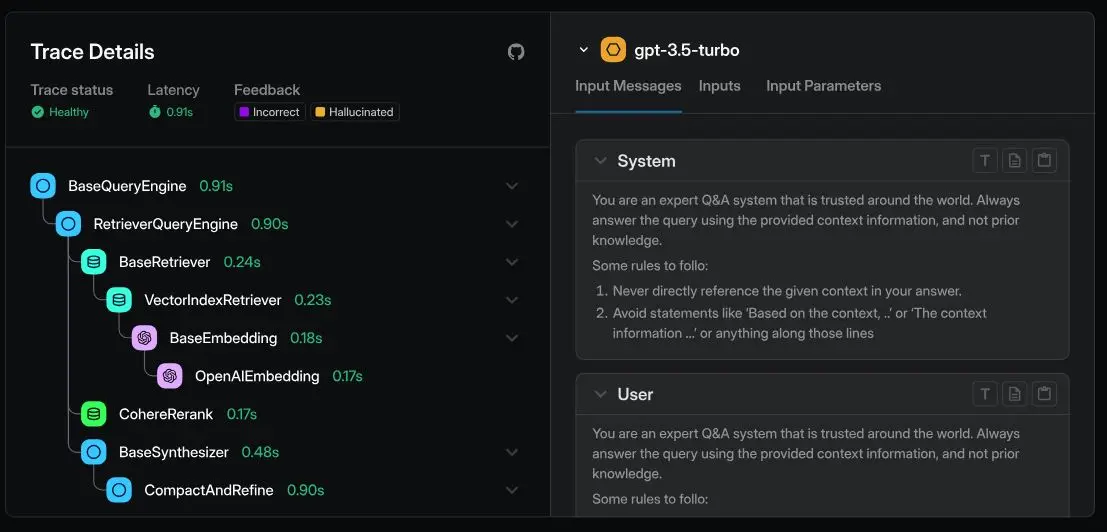 Trace Details
Trace status
Latency
Feedback
Healthy
0.91s
Incorrect
Hallucinated
BaseQueryEngine 0.91s
RetrieverQueryEngine 0.90s
BaseRetriever 0.24s
VectorIndexRetriever 0.23s
BaseEmbedding 0.18s
OpenAIEmbedding 0.17s
CohereRerank 0.17s
BaseSynthesizer 0.48s
CompactAndRefine 0.90s
gpt-3.5-turbo
Input Messages
Inputs
Input Parameters
System
T
You are an expert Q&A system that is trusted around the world. Always
answer the query using the provided context information, and not prior
knowledge.
Some rules to follo:
1. Never directly reference the given context in your answer.
2. Avoid statements like ‘Based on the context, ..’ or ‘The context
information ...’ or anything along those lines
User
T
You are an expert Q&A system that is trusted around the world. Always
answer the query using the provided context information, and not prior
knowledge.
Some rules to follo: